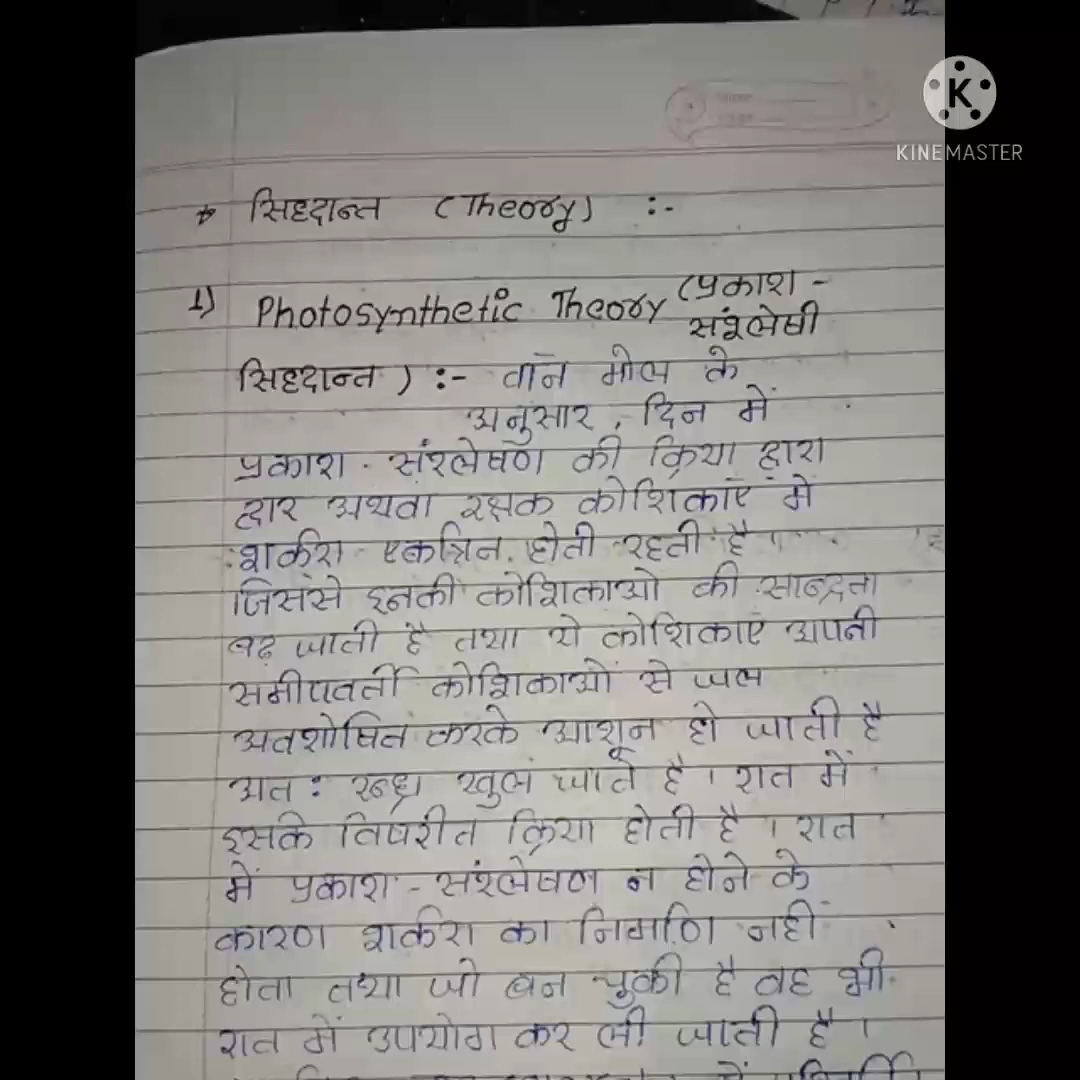 K
KINEMASTER
* सिध्दान्त (Theory) :-
1) Photosynthetic Theory (प्रकाश -
संश्लेषी
सिध्दान्त) :- वॉन मोल के
अनुसार, दिन में
प्रकाश - संश्लेषण की क्रिया द्वारा
द्वार अथवा रक्षक कोशिकाएं में
शर्करा एकत्रित होती रहती है
जिससे इनकी कोशिकाओ की सान्द्रता
बढ़ जाती है तथा ये कोशिकाएं अपनी
समीपवर्ती कोशिकाओं से जल
अवशोषित करके आशून हो जाती है
अतः रन्ध्र खुल जाते है। रात में
इसके विपरीत क्रिया होती है। रात
में प्रकाश - संश्लेषण न होने के
कारण शर्करा का निर्माण नहीं
होता तथा जो बन चुकी है वह भी
रात में उपयोग कर ली जाती है।